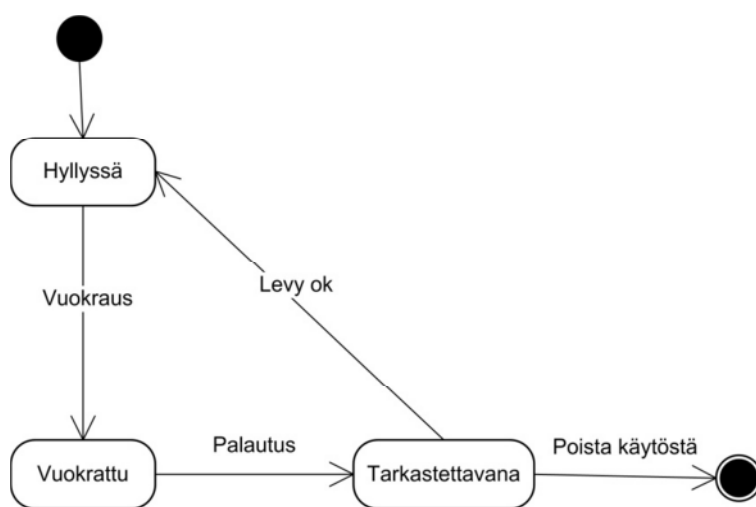 Hyllyssä
Levy ok
Vuokraus
Palautus
Poista käytöstä
Vuokrattu
Tarkastettavana